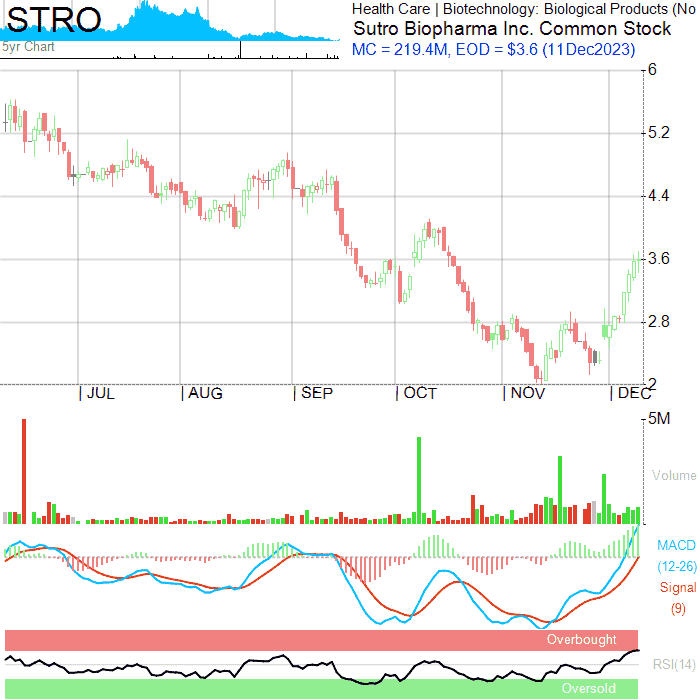 STRO
5yr Chart
Health Care | Biotechnology: Biological Products (No
Sutro Biopharma Inc. Common Stock
MC = 219.4M, EOD = $3.6 (11Dec2023)
6
5.2
4.4
3.6
2.8
2
JUL AUG SEP OCT NOV DEC
5M
Volume
MACD
(12-26)
Signal
(9)
Overbought
RSI(14)
Oversold